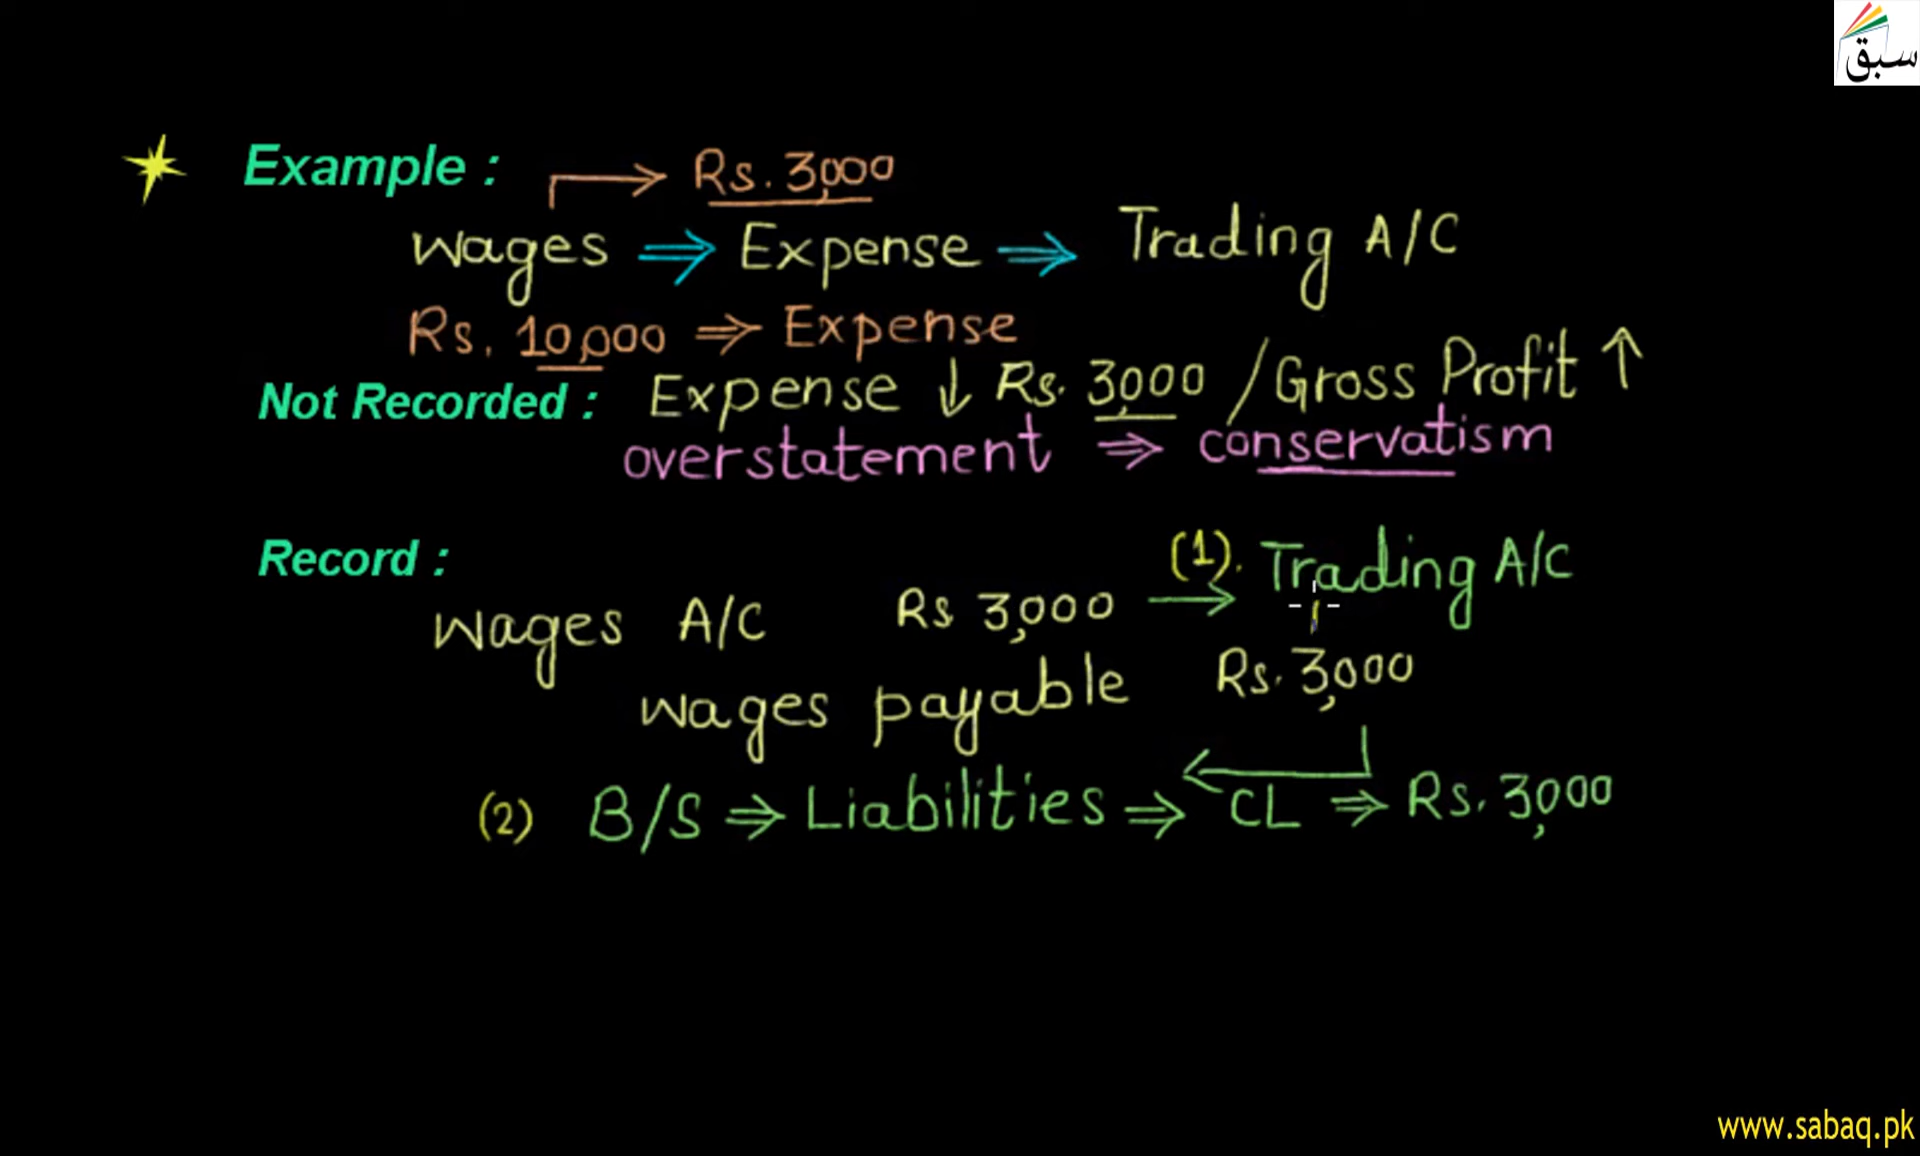 سبق
Example :
Rs. 3,000
Wages ⇒ Expense ⇒ Trading A/C
Rs. 10,000 ⇒ Expense
Not Recorded : Expense ↓ Rs. 3,000 / Gross Profit ↑
overstatement ⇒ conservatism
Record :
(1). Trading A/C
Wages A/C Rs 3,000 →
Wages payable Rs. 3,000
(2) B/S ⇒ Liabilities ⇒ CL ⇒ Rs. 3,000
www.sabaq.pk